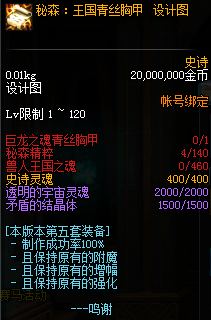 秘森：王国青丝胸甲 设计图
史诗
0.01kg 20,000,000金币
设计图
帐号绑定
Lv限制 1 ~ 120
巨龙之魂青丝胸甲 0/1
秘森精粹 4/140
兽人王国之魂 0/460
史诗灵魂 400/400
透明的宇宙灵魂 2000/2000
矛盾的结晶体 1500/1500
[本版本第五套装备]
- 制作成功率100%
- 且保持原有的附魔
- 且保持原有的增幅
- 且保持原有的强化
---鸣谢